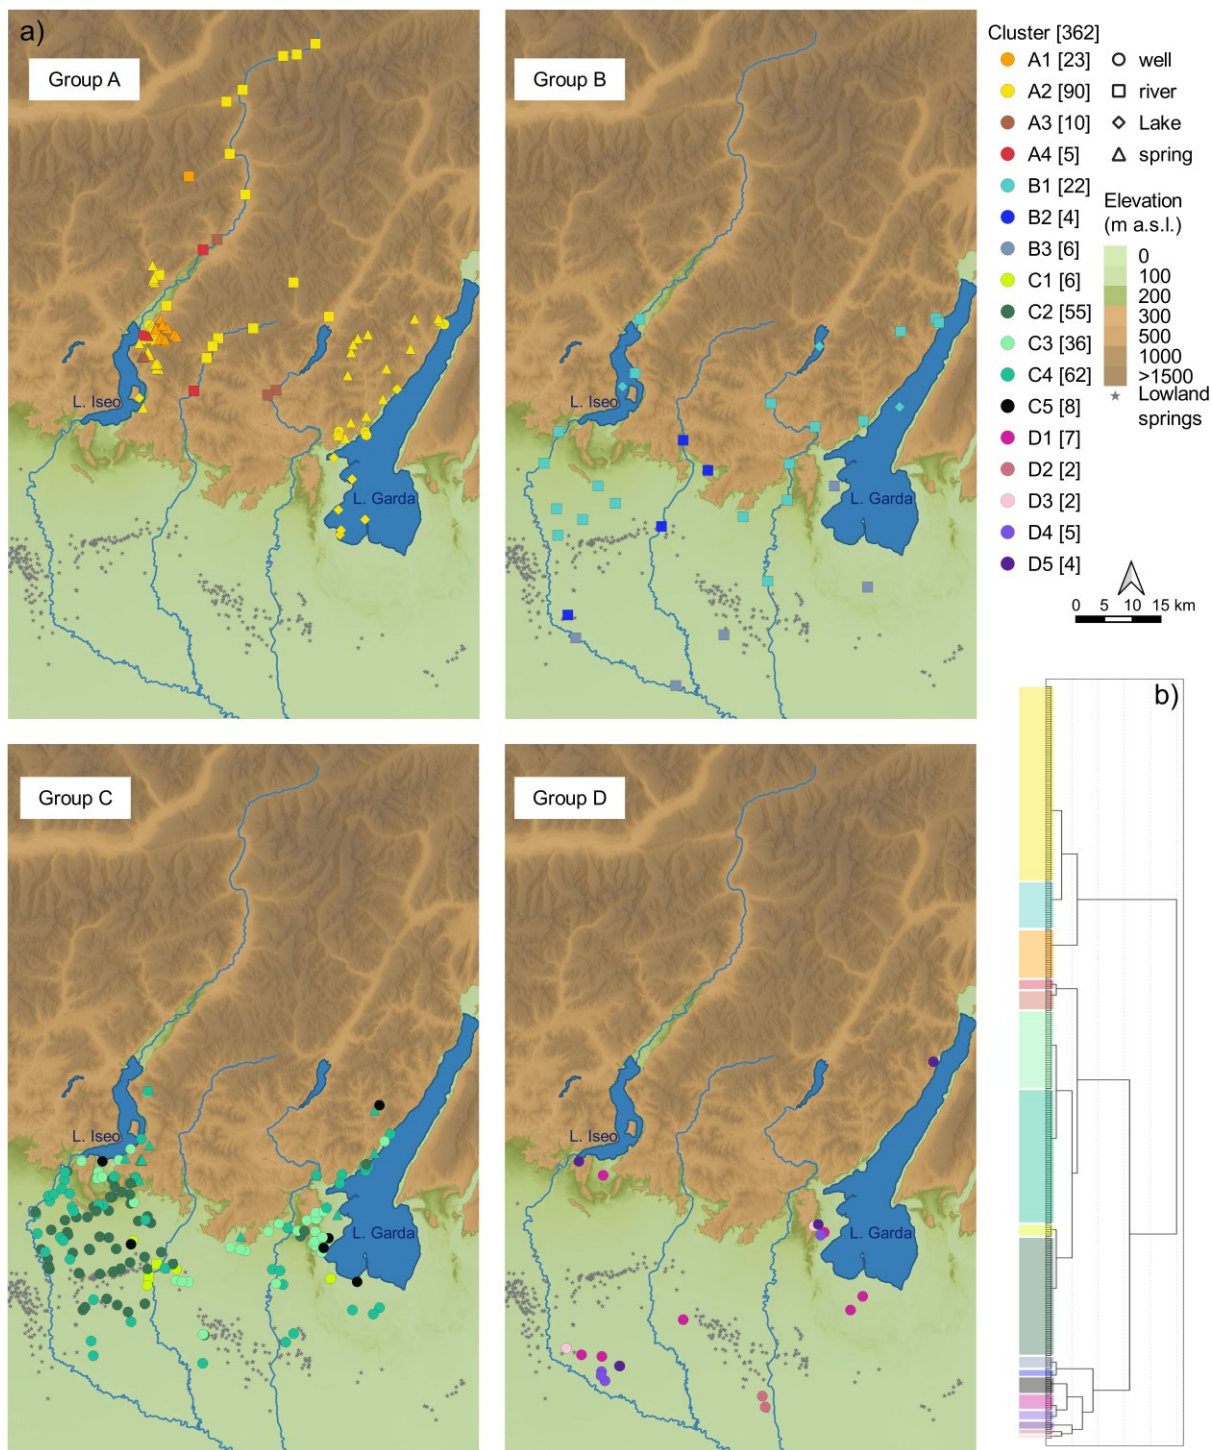 a)
Group A
L. Iseo
L. Garda
Group B
L. Iseo
L. Garda
Cluster [362]
A1 [23]
A2 [90]
A3 [10]
A4 [5]
B1 [22]
B2 [4]
B3 [6]
C1 [6]
C2 [55]
C3 [36]
C4 [62]
C5 [8]
D1 [7]
D2 [2]
D3 [2]
D4 [5]
D5 [4]
well
river
Lake
spring
Elevation
(m a.s.l.)
0
100
200
300
500
1000
>1500
Lowland
springs
0 5 10 15 km
Group C
L. Iseo
L. Garda
Group D
L. Iseo
L. Garda
b)